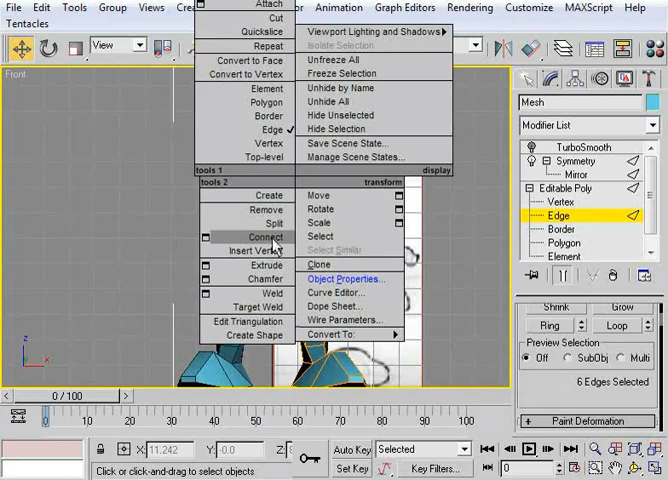 Edit Tools Group Animation Graph Editors Rendering Customize MAXScript
Tentacles
View
Front
Attach
Cut
Quickslice
Repeat
Convert to Face
Convert to Vertex
Element
Polygon
Border
Edge
Vertex
Top-level
tools 1
Viewport Lighting and Shadows
Isolate Selection
Unfreeze All
Freeze Selection
Unhide by Name
Unhide All
Hide Unselected
Hide Selection
Save Scene State...
Manage Scene States...
display
tools 2
Create
Remove
Split
Connect
Insert Vertex
Extrude
Chamfer
Weld
Target Weld
Edit Triangulation
Create Shape
transform
Move
Rotate
Scale
Select
Select Similar
Clone
Object Properties...
Curve Editor...
Dope Sheet...
Wire Parameters...
Convert To:
z
x
Mesh
Modifier List
TurboSmooth
Symmetry
Mirror
Editable Poly
Vertex
Edge
Border
Polygon
Element
Shrink Grow
Ring Loop
Preview Selection
Off SubObj Multi
6 Edges Selected
+ Paint Deformation
0 / 100
0 10 20 30 40 50 60 70 80 90 100
X: 11.242 Y: -0.0 Z:
Click or click-and-drag to select objects
Auto Key Selected
Set Key Key Filters...
0